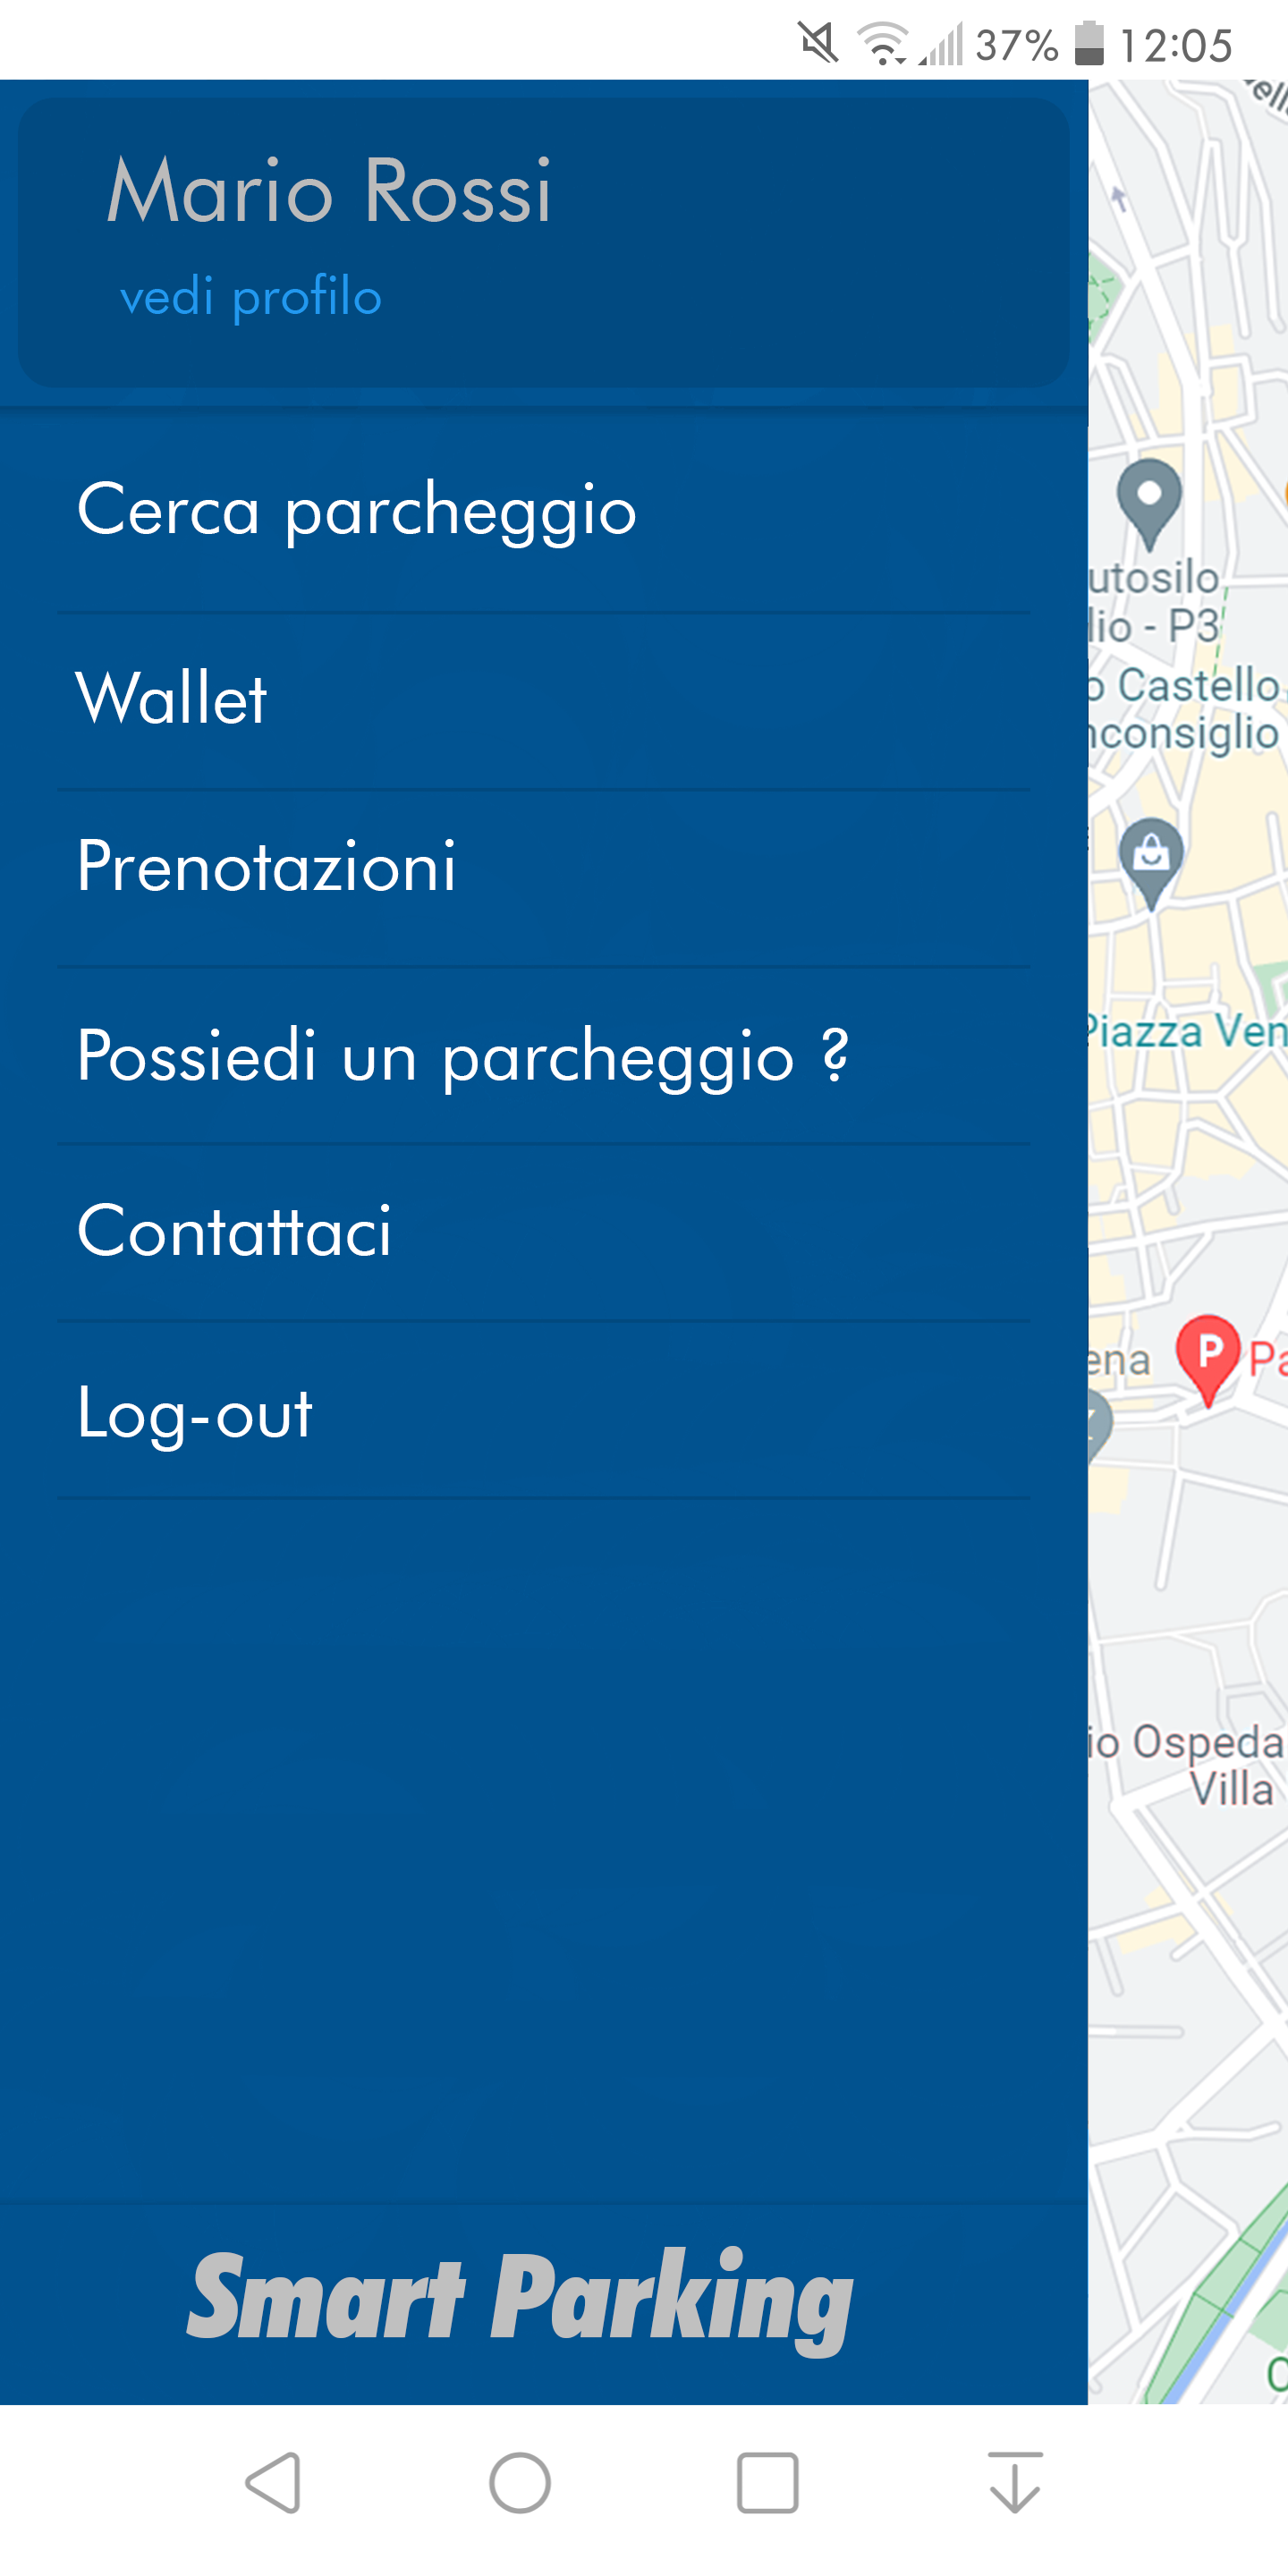 37% 12:05
Mario Rossi
vedi profilo
Cerca parcheggio
Wallet
Prenotazioni
Possiedi un parcheggio ?
Contattaci
Log-out
Smart Parking
utosilo
lio - P3
o Castello
nconsiglio
Piazza Ven
ena
P Pa
io Ospeda
Villa